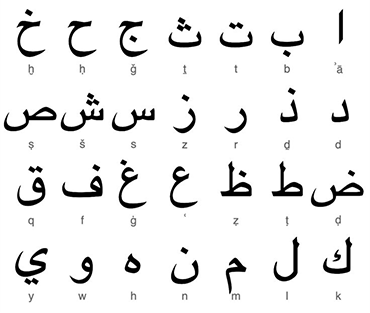 ا ب ت ث ج ح خ
ʾā b t ṯ ǧ ḥ ḫ
د ذ ر ز س ش ص
d ḏ r z s š ṣ
ض ط ظ ع غ ف ق
ḍ ṭ ẓ ʿ ġ f q
ك ل م ن ه و ي
k l m n h w y